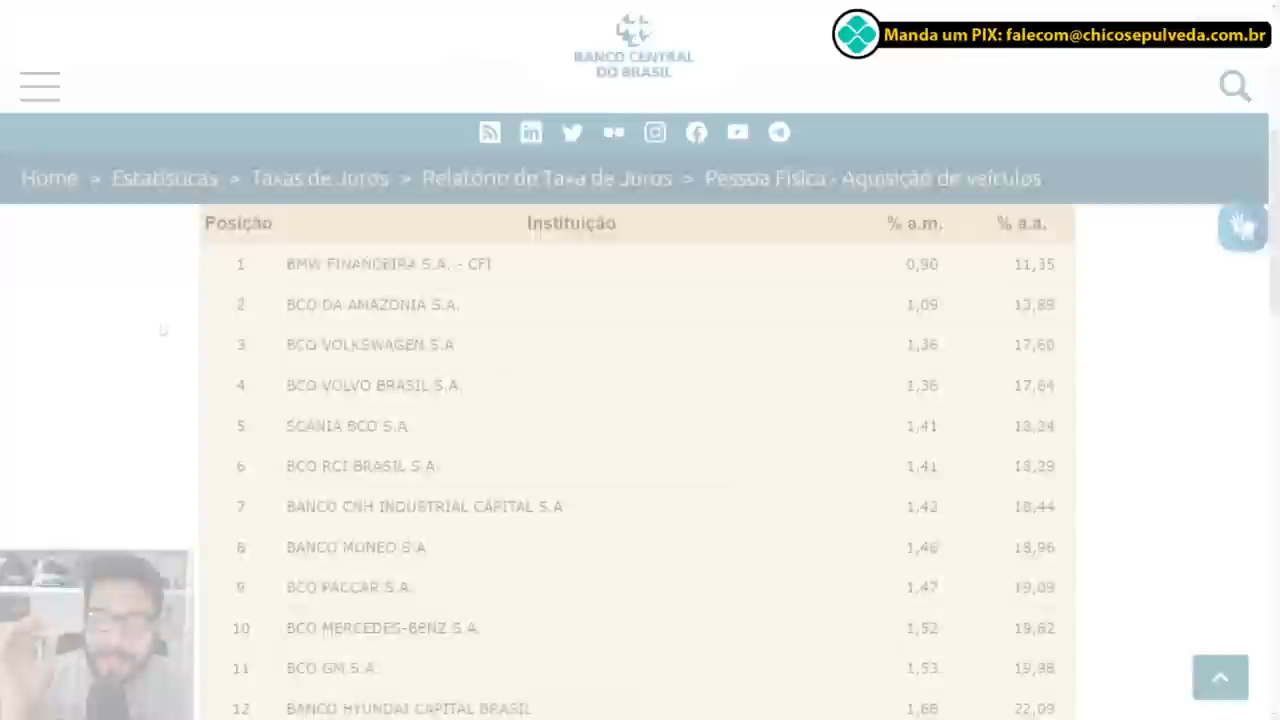 BANCO CENTRAL
DO BRASIL
Manda um PIX: falecom@chicosepulveda.com.br
Home > Estatísticas > Taxas de Juros > Relatório de Taxa de Juros > Pessoa Física - Aquisição de veículos
Posição Instituição % a.m. % a.a.
1 BMW FINANCEIRA S.A. - CFI 0,90 11,35
2 BCO DA AMAZONIA S.A. 1,09 13,89
3 BCO VOLKSWAGEN S.A 1,36 17,60
4 BCO VOLVO BRASIL S.A. 1,36 17,64
5 SCANIA BCO S.A. 1,41 18,24
6 BCO RCI BRASIL S.A. 1,41 18,29
7 BANCO CNH INDUSTRIAL CAPITAL S.A 1,42 18,44
8 BANCO MONEO S.A. 1,46 18,96
9 BCO PACCAR S.A. 1,47 19,09
10 BCO MERCEDES-BENZ S.A. 1,52 19,82
11 BCO GM S.A. 1,53 19,98
12 BANCO HYUNDAI CAPITAL BRASIL 1,68 22,09